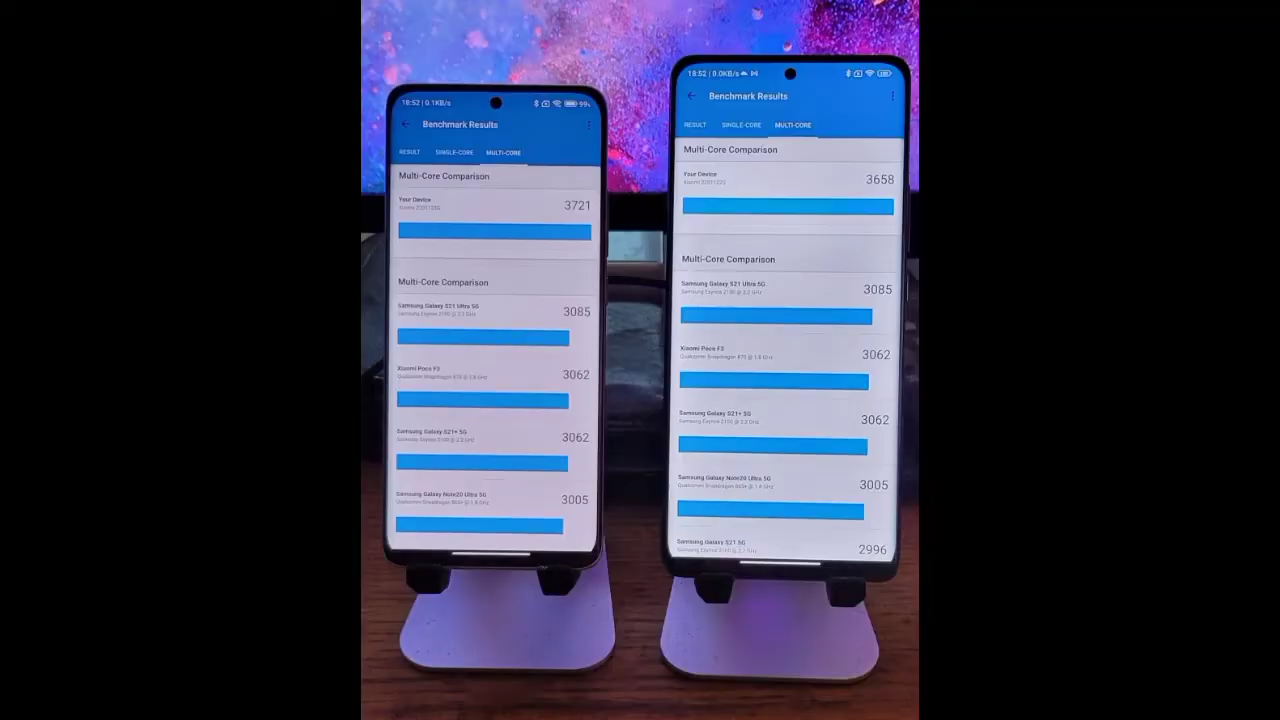 18:52 | 0.1KB/s
99%
Benchmark Results
RESULT SINGLE-CORE MULTI-CORE
Multi-Core Comparison
Your Device
3721
Multi-Core Comparison
Samsung Galaxy S21 Ultra 5G
Samsung Exynos 2100 @ 2.2 GHz
3085
Xiaomi Poco F3
Qualcomm Snapdragon 870 @ 1.8 GHz
3062
Samsung Galaxy S21+ 5G
Samsung Exynos 2100 @ 2.2 GHz
3062
Samsung Galaxy Note20 Ultra 5G
Qualcomm Snapdragon 865+ @ 1.8 GHz
3005
18:52 | 0.0KB/s
Benchmark Results
RESULT SINGLE-CORE MULTI-CORE
Multi-Core Comparison
Your Device
3658
Multi-Core Comparison
Samsung Galaxy S21 Ultra 5G
Samsung Exynos 2100 @ 2.2 GHz
3085
Xiaomi Poco F3
Qualcomm Snapdragon 870 @ 1.8 GHz
3062
Samsung Galaxy S21+ 5G
Samsung Exynos 2100 @ 2.2 GHz
3062
Samsung Galaxy Note20 Ultra 5G
Qualcomm Snapdragon 865+ @ 1.8 GHz
3005
Samsung Galaxy S21 5G
Samsung Exynos 2100 @ 2.2 GHz
2996